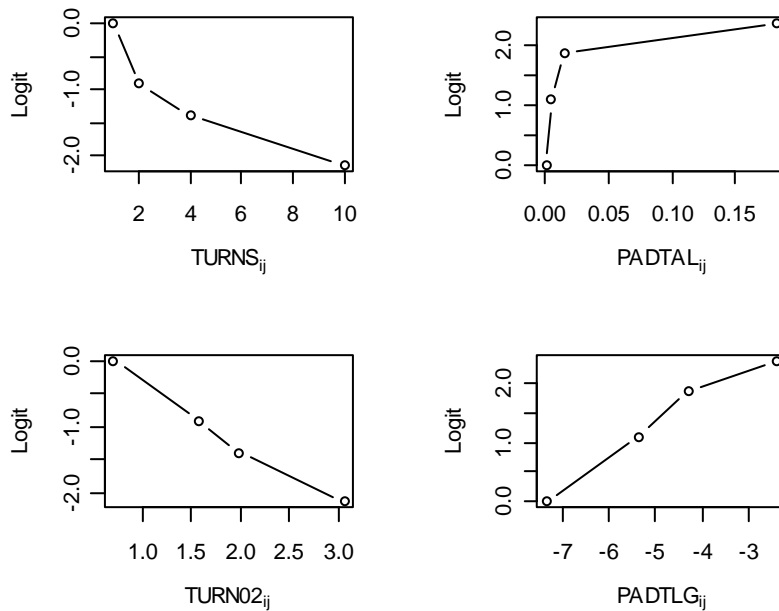 Logit
0.0
-1.0
-2.0
2 4 6 8 10
TURNS_ij
Logit
2.0
1.0
0.0
0.00 0.05 0.10 0.15
PADTAL_ij
Logit
0.0
-1.0
-2.0
1.0 1.5 2.0 2.5 3.0
TURN02_ij
Logit
2.0
1.0
0.0
-7 -6 -5 -4 -3
PADTLG_ij